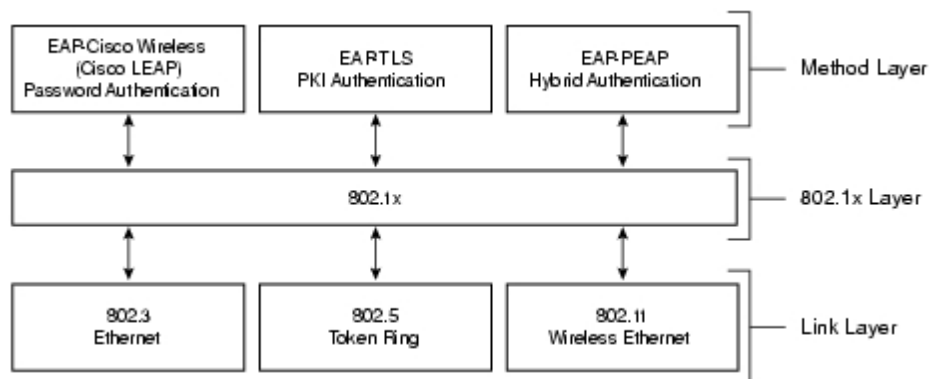 EAP-Cisco Wireless
(Cisco LEAP)
Password Authentication
EAP-TLS
PKI Authentication
EAP-PEAP
Hybrid Authentication
Method Layer
802.1x
802.1x Layer
802.3
Ethernet
802.5
Token Ring
802.11
Wireless Ethernet
Link Layer